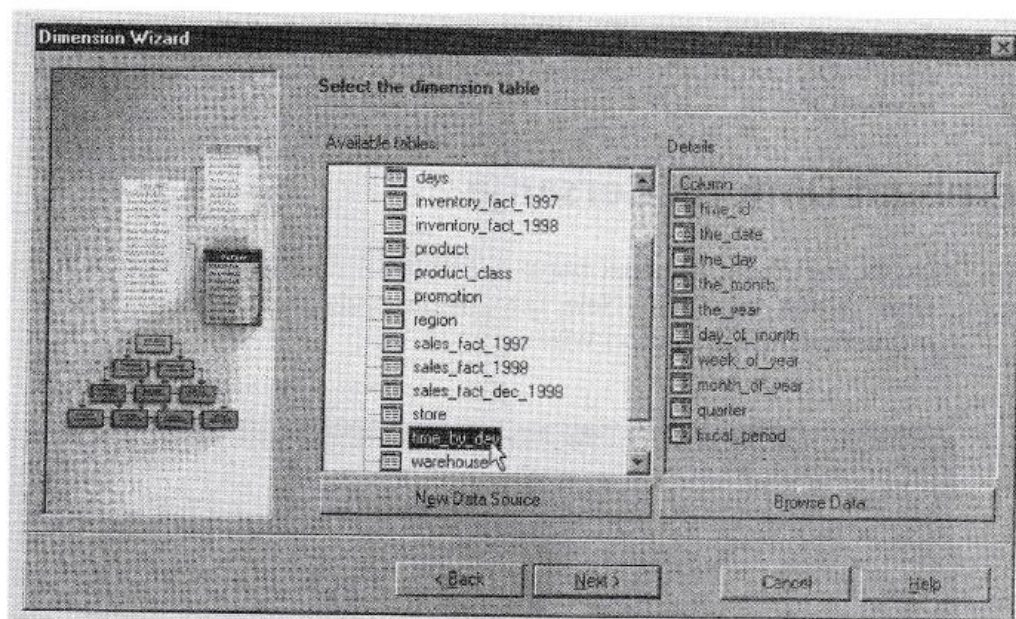 Dimension Wizard
Select the dimension table
Available tables:
days
inventory_fact_1997
inventory_fact_1998
product
product_class
promotion
region
sales_fact_1997
sales_fact_1998
sales_fact_dec_1998
store
time_by_day
warehouse
New Data Source
Details:
Column
time_id
the_date
the_day
the_month
the_year
day_of_month
week_of_year
month_of_year
quarter
fiscal_period
Browse Data
< Back
Next >
Cancel
Help